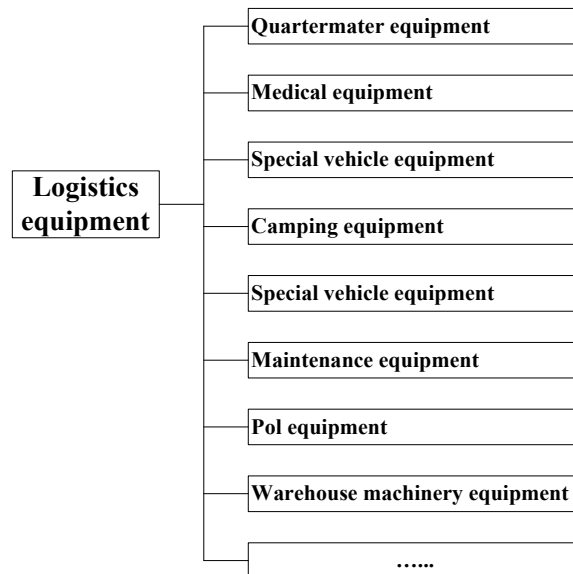 Quartermater equipment
Medical equipment
Special vehicle equipment
Logistics
equipment
Camping equipment
Special vehicle equipment
Maintenance equipment
Pol equipment
Warehouse machinery equipment
…...